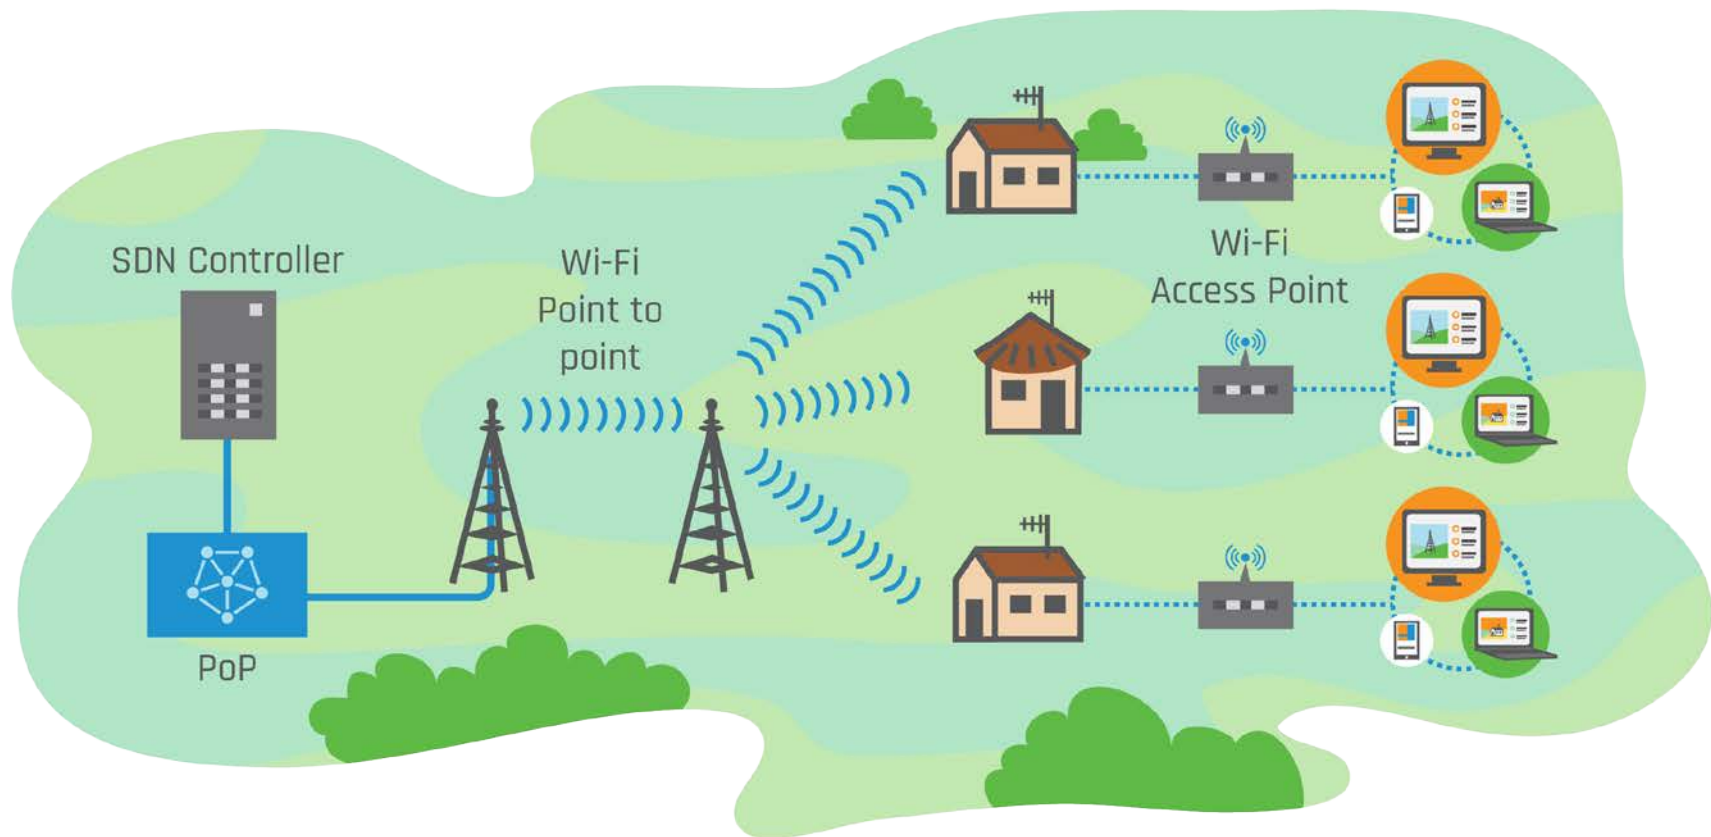 SDN Controller
Wi-Fi
Point to
point
PoP
Wi-Fi
Access Point